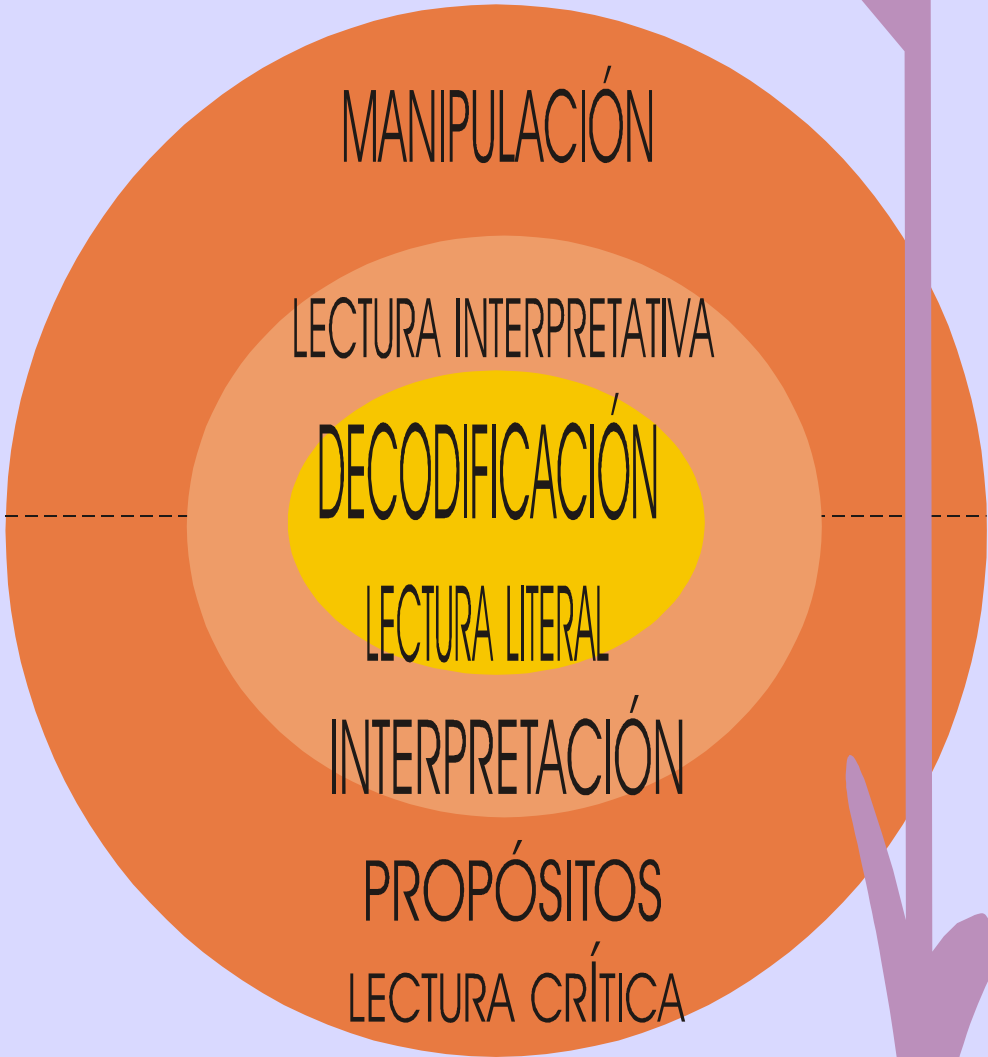 MANIPULACIÓN
LECTURA INTERPRETATIVA
DECODIFICACIÓN
LECTURA LITERAL
INTERPRETACIÓN
PROPÓSITOS
LECTURA CRÍTICA